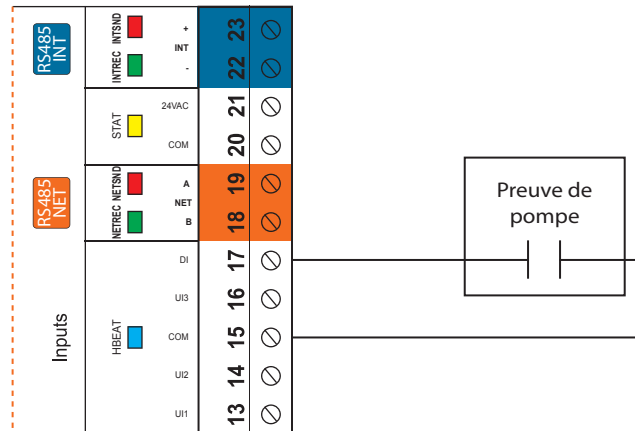 RS485 INT
INTREC INTSND
+
INT
-
23
22
STAT
24VAC
COM
21
20
RS485 NET
NETREC NETSND
A
NET
B
19
18
Inputs
HBEAT
DI
17
UI3
16
COM
15
UI2
14
UI1
13
Preuve de
pompe